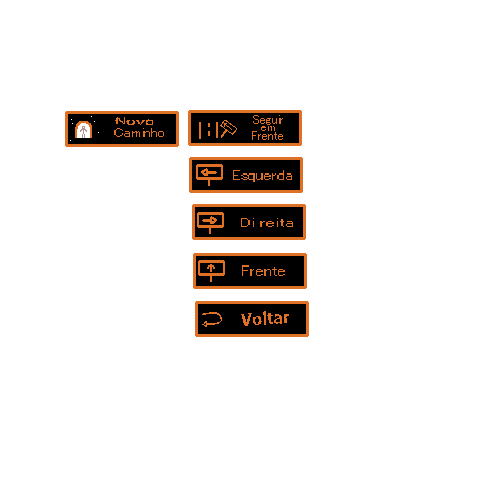 Novo
Caminho
Seguir
em
Frente
Esquerda
Direita
Frente
Voltar